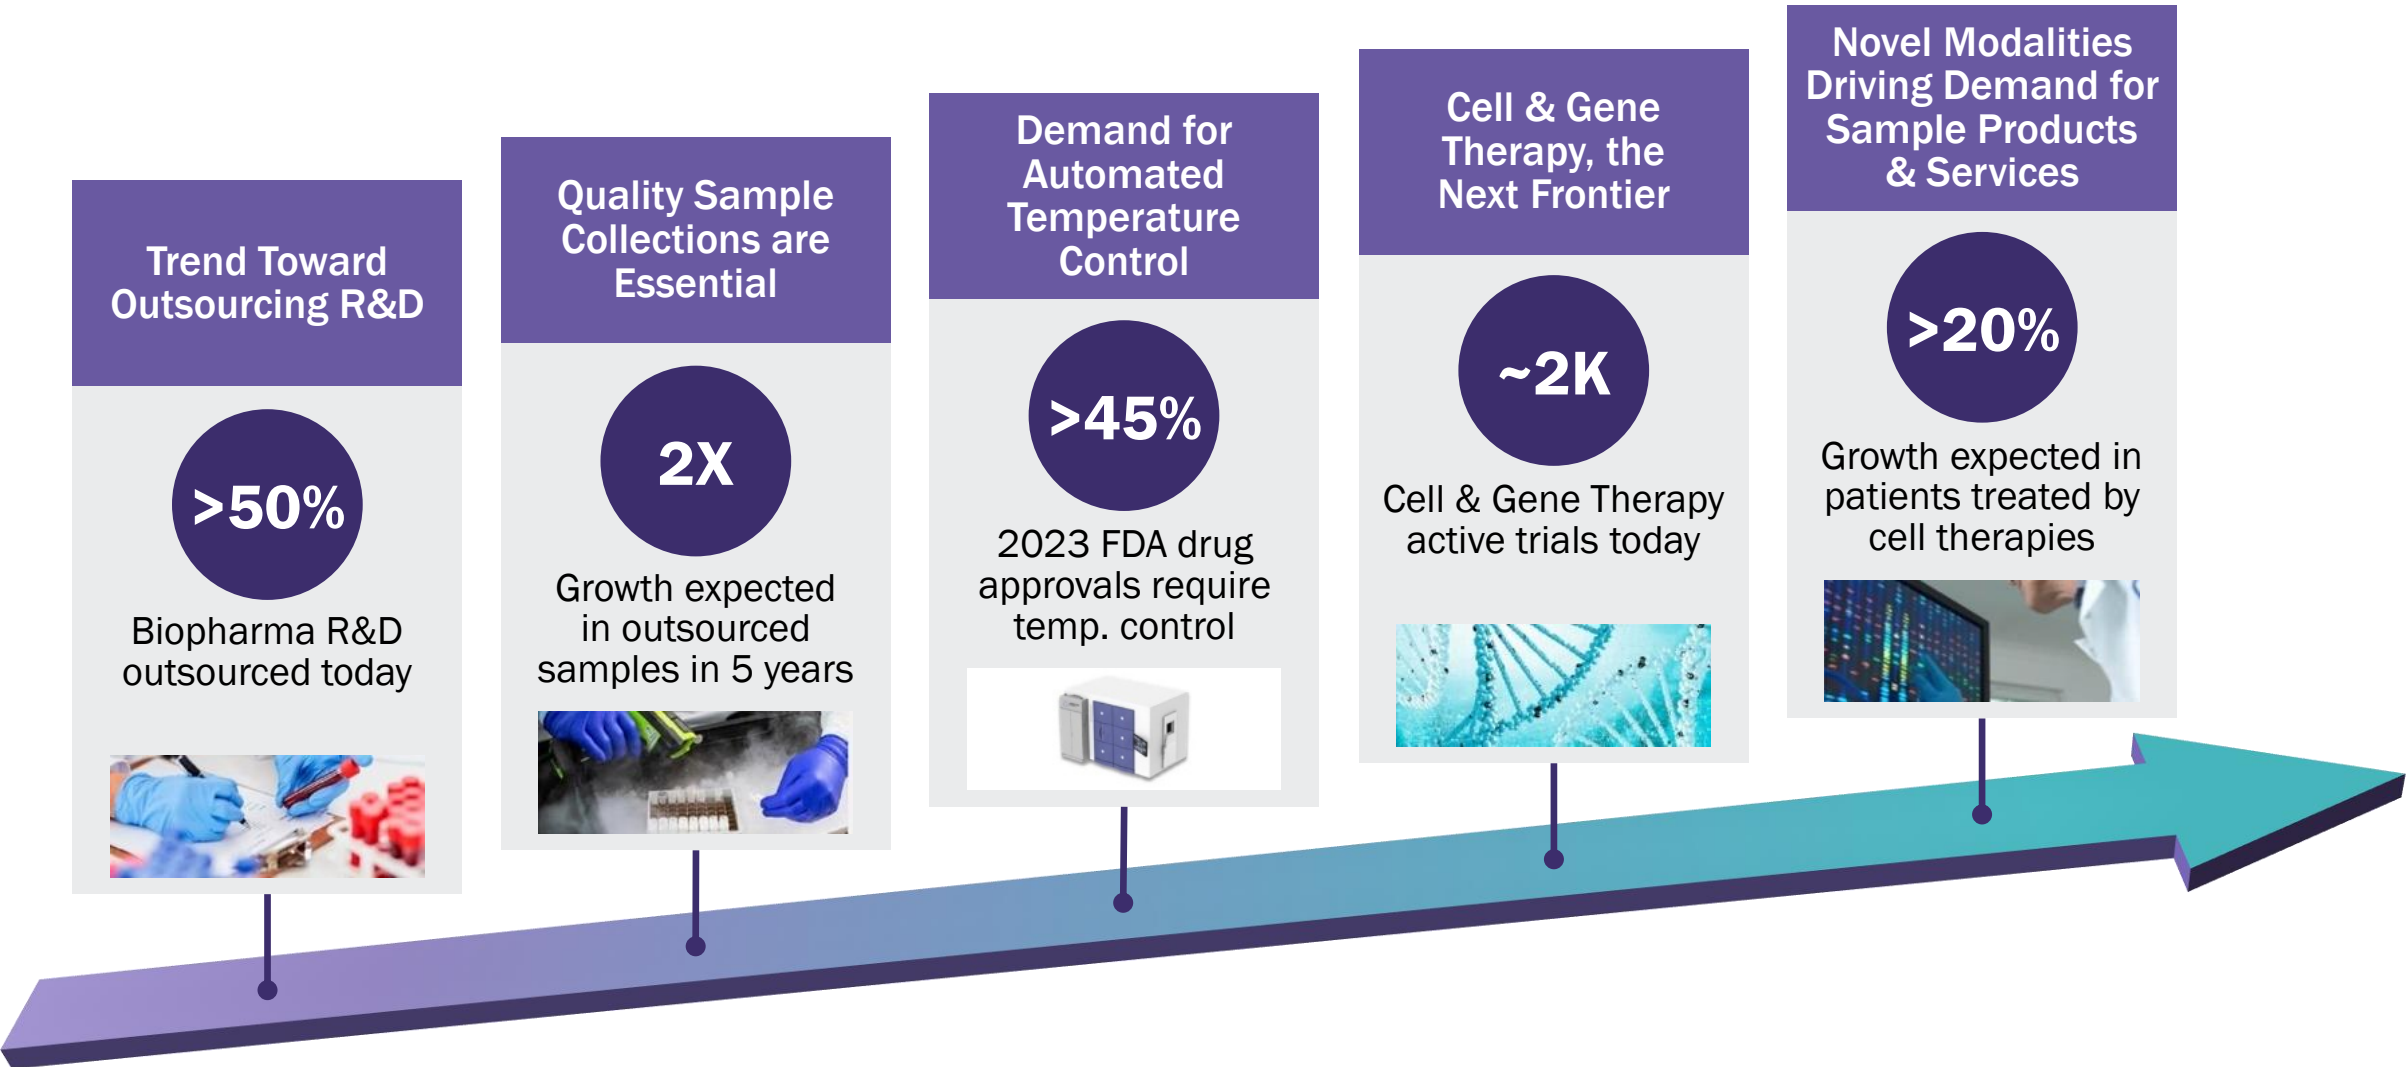 Trend Toward
Outsourcing R&D
>50%
Biopharma R&D
outsourced today
Quality Sample
Collections are
Essential
2X
Growth expected
in outsourced
samples in 5 years
Demand for
Automated
Temperature
Control
>45%
2023 FDA drug
approvals require
temp. control
Cell & Gene
Therapy, the
Next Frontier
~2K
Cell & Gene Therapy
active trials today
Novel Modalities
Driving Demand for
Sample Products
& Services
>20%
Growth expected in
patients treated by
cell therapies